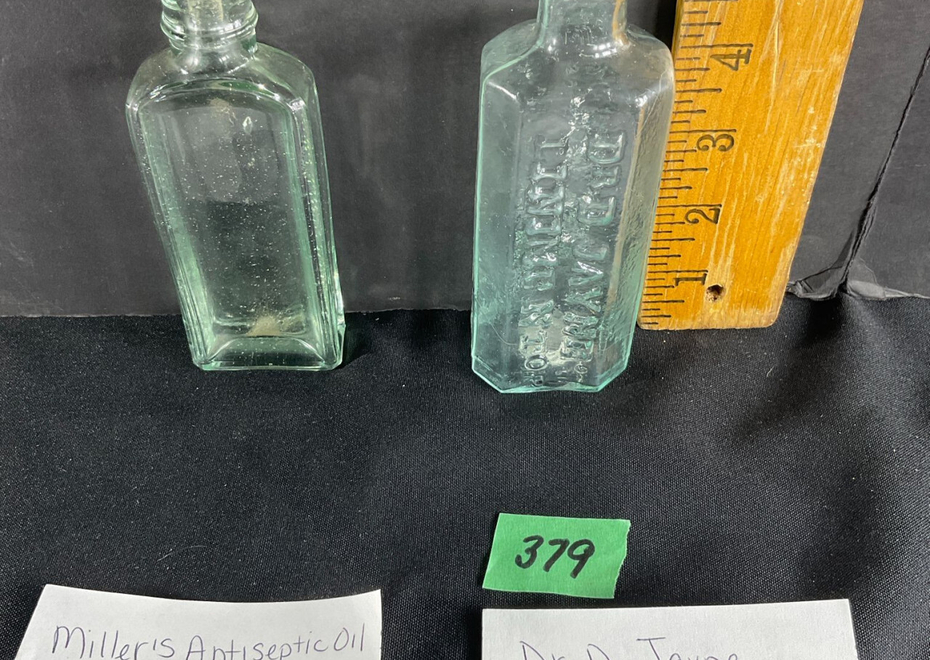 4
3
2
1
DR. D. JAYNE'S
LINIMENT
379
Miller's Antiseptic Oil
Dr. D. Jayne